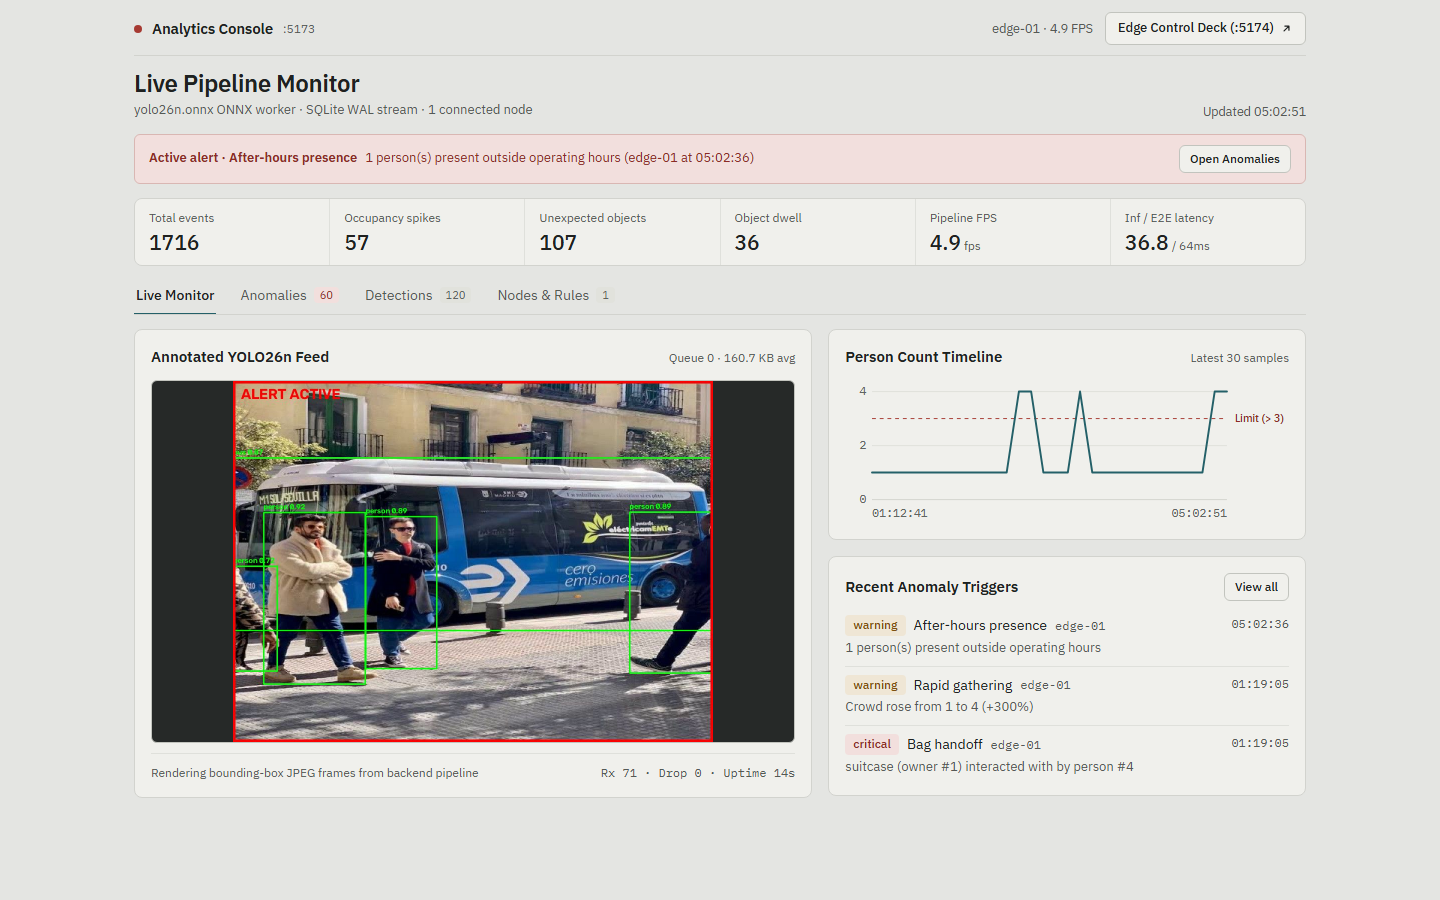 Analytics Console :5173
edge-01 · 4.9 FPS
Edge Control Deck (:5174) ↗
Live Pipeline Monitor
yolo26n.onnx ONNX worker · SQLite WAL stream · 1 connected node
Updated 05:02:51
Active alert · After-hours presence 1 person(s) present outside operating hours (edge-01 at 05:02:36)
Open Anomalies
Total events
1716
Occupancy spikes
57
Unexpected objects
107
Object dwell
36
Pipeline FPS
4.9 fps
Inf / E2E latency
36.8 / 64ms
Live Monitor
Anomalies 60
Detections 120
Nodes & Rules 1
Annotated YOLO26n Feed
Queue 0 · 160.7 KB avg
ALERT ACTIVE
person 0.92
person 0.89
person 0.89
eléctricamEMTe
cero
emisiones
10
Rendering bounding-box JPEG frames from backend pipeline
Rx 71 · Drop 0 · Uptime 14s
Person Count Timeline
Latest 30 samples
4
Limit (> 3)
2
0
01:12:41
05:02:51
Recent Anomaly Triggers
View all
warning After-hours presence edge-01 05:02:36
1 person(s) present outside operating hours
warning Rapid gathering edge-01 01:19:05
Crowd rose from 1 to 4 (+300%)
critical Bag handoff edge-01 01:19:05
suitcase (owner #1) interacted with by person #4